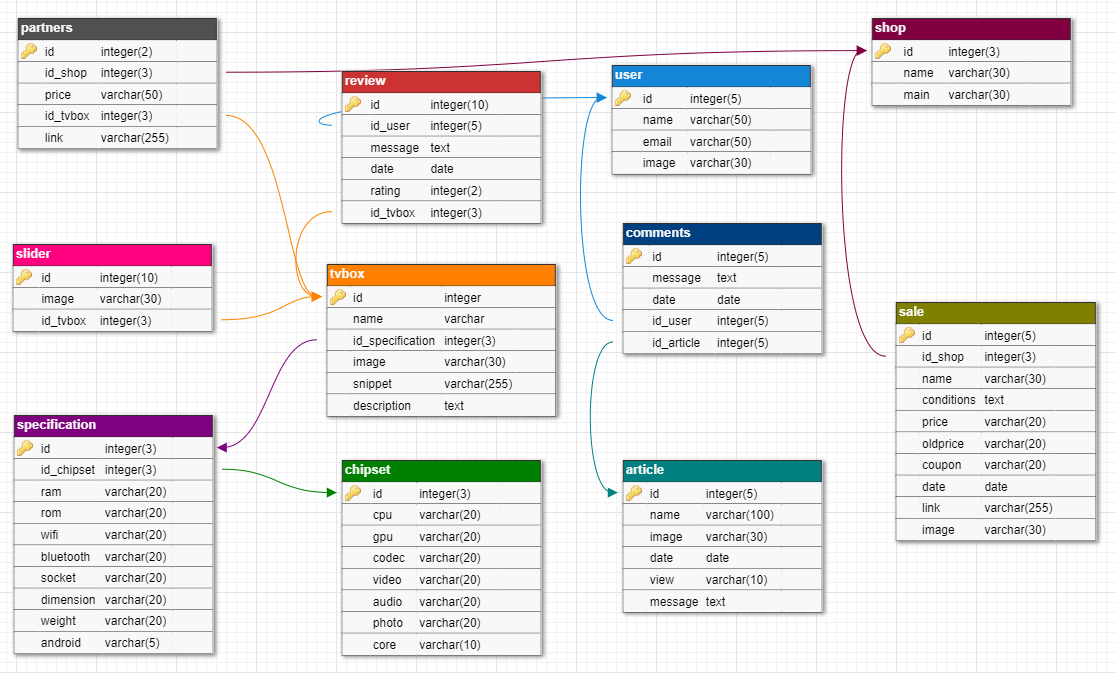 partners
id integer(2)
id_shop integer(3)
price varchar(50)
id_tvbox integer(3)
link varchar(255)
review
id integer(10)
id_user integer(5)
message text
date date
rating integer(2)
id_tvbox integer(3)
user
id integer(5)
name varchar(50)
email varchar(50)
image varchar(30)
shop
id integer(3)
name varchar(30)
main varchar(30)
slider
id integer(10)
image varchar(30)
id_tvbox integer(3)
tvbox
id integer
name varchar
id_specification integer(3)
image varchar(30)
snippet varchar(255)
description text
comments
id integer(5)
message text
date date
id_user integer(5)
id_article integer(5)
sale
id integer(5)
id_shop integer(3)
name varchar(30)
conditions text
price varchar(20)
oldprice varchar(20)
coupon varchar(20)
date date
link varchar(255)
image varchar(30)
specification
id integer(3)
id_chipset integer(3)
ram varchar(20)
rom varchar(20)
wifi varchar(20)
bluetooth varchar(20)
socket varchar(20)
dimension varchar(20)
weight varchar(20)
android varchar(5)
chipset
id integer(3)
cpu varchar(20)
gpu varchar(20)
codec varchar(20)
video varchar(20)
audio varchar(20)
photo varchar(20)
core varchar(10)
article
id integer(5)
name varchar(100)
image varchar(30)
date date
view varchar(10)
message text